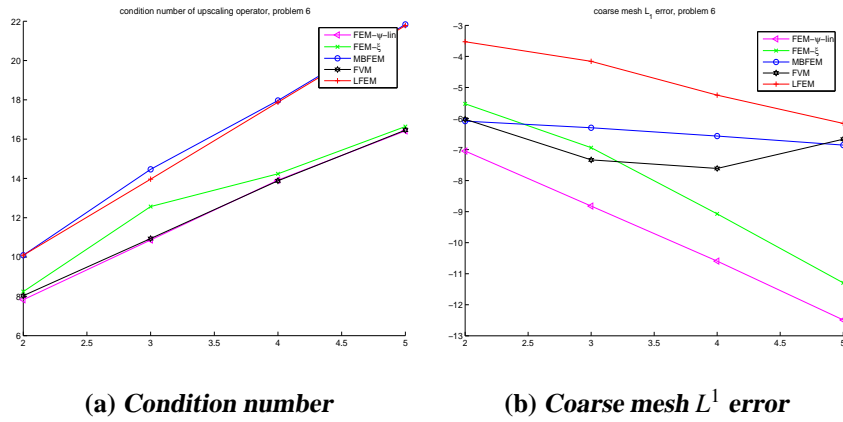 condition number of upscaling operator, problem 6
22
20
18
16
14
12
10
8
6
2
2.5
3
3.5
4
4.5
5
FEM-ψ-lin
FEM-ξ
MBFEM
FVM
LFEM
(a) Condition number
coarse mesh L1 error, problem 6
-3
-4
-5
-6
-7
-8
-9
-10
-11
-12
-13
2
2.5
3
3.5
4
4.5
5
FEM-ψ-lin
FEM-ξ
MBFEM
FVM
LFEM
(b) Coarse mesh L¹ error